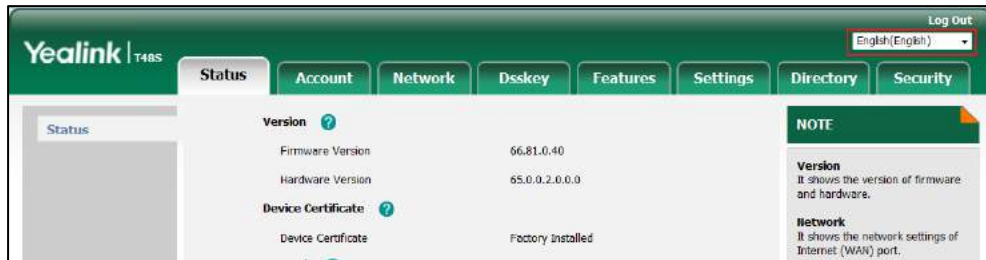 Log Out
Yealink | T48S
English(English)
Status Account Network Dsskey Features Settings Directory Security
Status
Version ?
Firmware Version 66.81.0.40
Hardware Version 65.0.0.2.0.0.0
Device Certificate ?
Device Certificate Factory Installed
NOTE
Version
It shows the version of firmware
and hardware.
Network
It shows the network settings of
Internet (WAN) port.